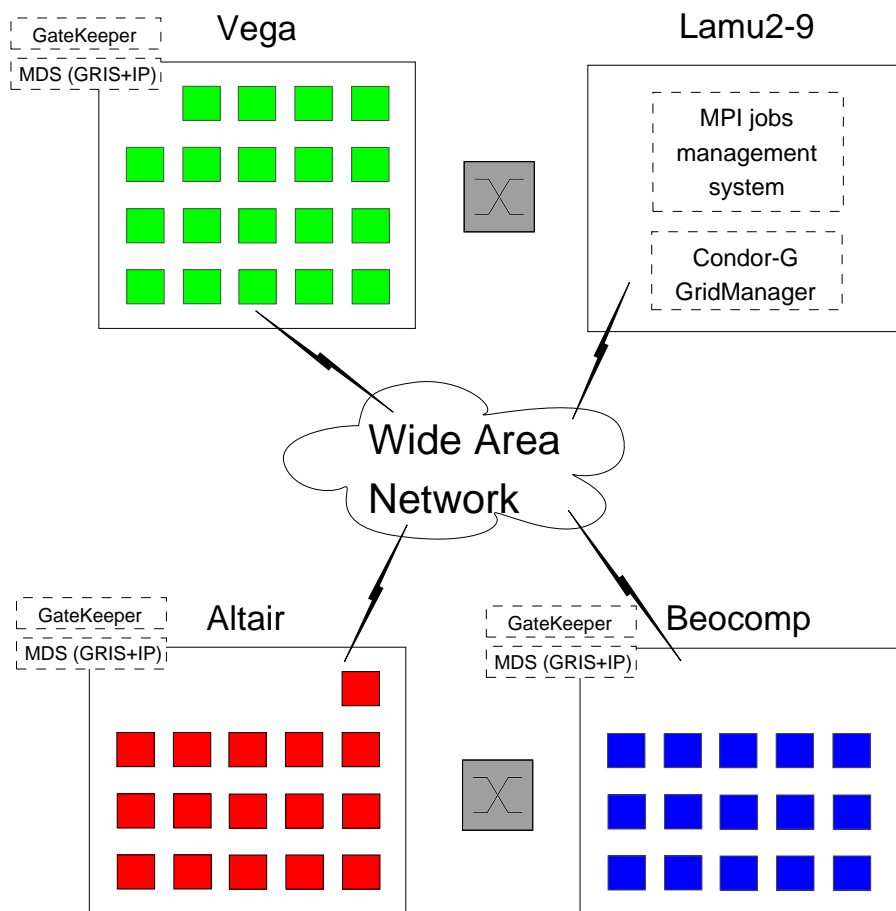 GateKeeper
MDS (GRIS+IP)
Vega
Lamu2-9
MPI jobs
management
system
Condor-G
GridManager
Wide Area
Network
GateKeeper
MDS (GRIS+IP)
Altair
GateKeeper
MDS (GRIS+IP)
Beocomp